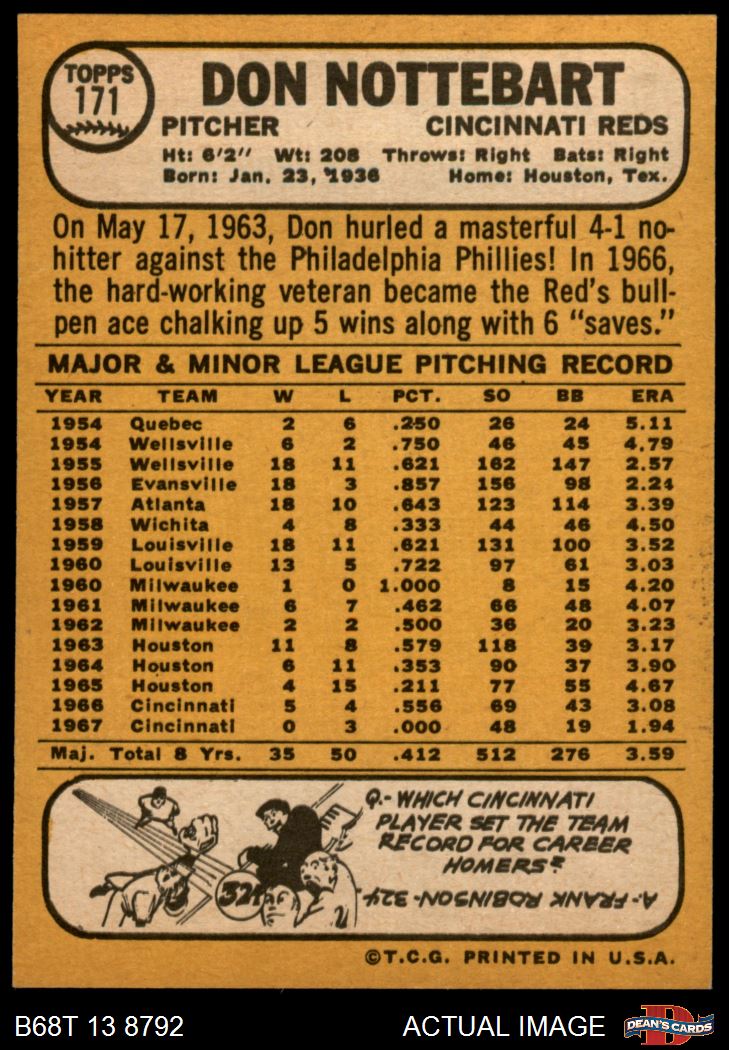 TOPPS
171
DON NOTTEBART
PITCHER CINCINNATI REDS
Ht: 6'2" Wt: 208 Throws: Right Bats: Right
Born: Jan. 23, 1936 Home: Houston, Tex.
On May 17, 1963, Don hurled a masterful 4-1 no-
hitter against the Philadelphia Phillies! In 1966,
the hard-working veteran became the Red's bull-
pen ace chalking up 5 wins along with 6 "saves."
MAJOR & MINOR LEAGUE PITCHING RECORD
YEAR TEAM W L PCT. SO BB ERA
1954 Quebec 2 6 .250 26 24 5.11
1954 Wellsville 6 2 .750 46 45 4.79
1955 Wellsville 18 11 .621 162 147 2.57
1956 Evansville 18 3 .857 156 98 2.24
1957 Atlanta 18 10 .643 123 114 3.39
1958 Wichita 4 8 .333 44 46 4.50
1959 Louisville 18 11 .621 131 100 3.52
1960 Louisville 13 5 .722 97 61 3.03
1960 Milwaukee 1 0 1.000 8 15 4.20
1961 Milwaukee 6 7 .462 66 48 4.07
1962 Milwaukee 2 2 .500 36 20 3.23
1963 Houston 11 8 .579 118 39 3.17
1964 Houston 6 11 .353 90 37 3.90
1965 Houston 4 15 .211 77 55 4.67
1966 Cincinnati 5 4 .556 69 43 3.08
1967 Cincinnati 0 3 .000 48 19 1.94
Maj. Total 8 Yrs. 35 50 .412 512 276 3.59
Q.- WHICH CINCINNATI
PLAYER SET THE TEAM
RECORD FOR CAREER
HOMERS?
A.- FRANK ROBINSON-324.
324
©T.C.G. PRINTED IN U.S.A.
B68T 13 8792 ACTUAL IMAGE
D
DEAN'S CARDS